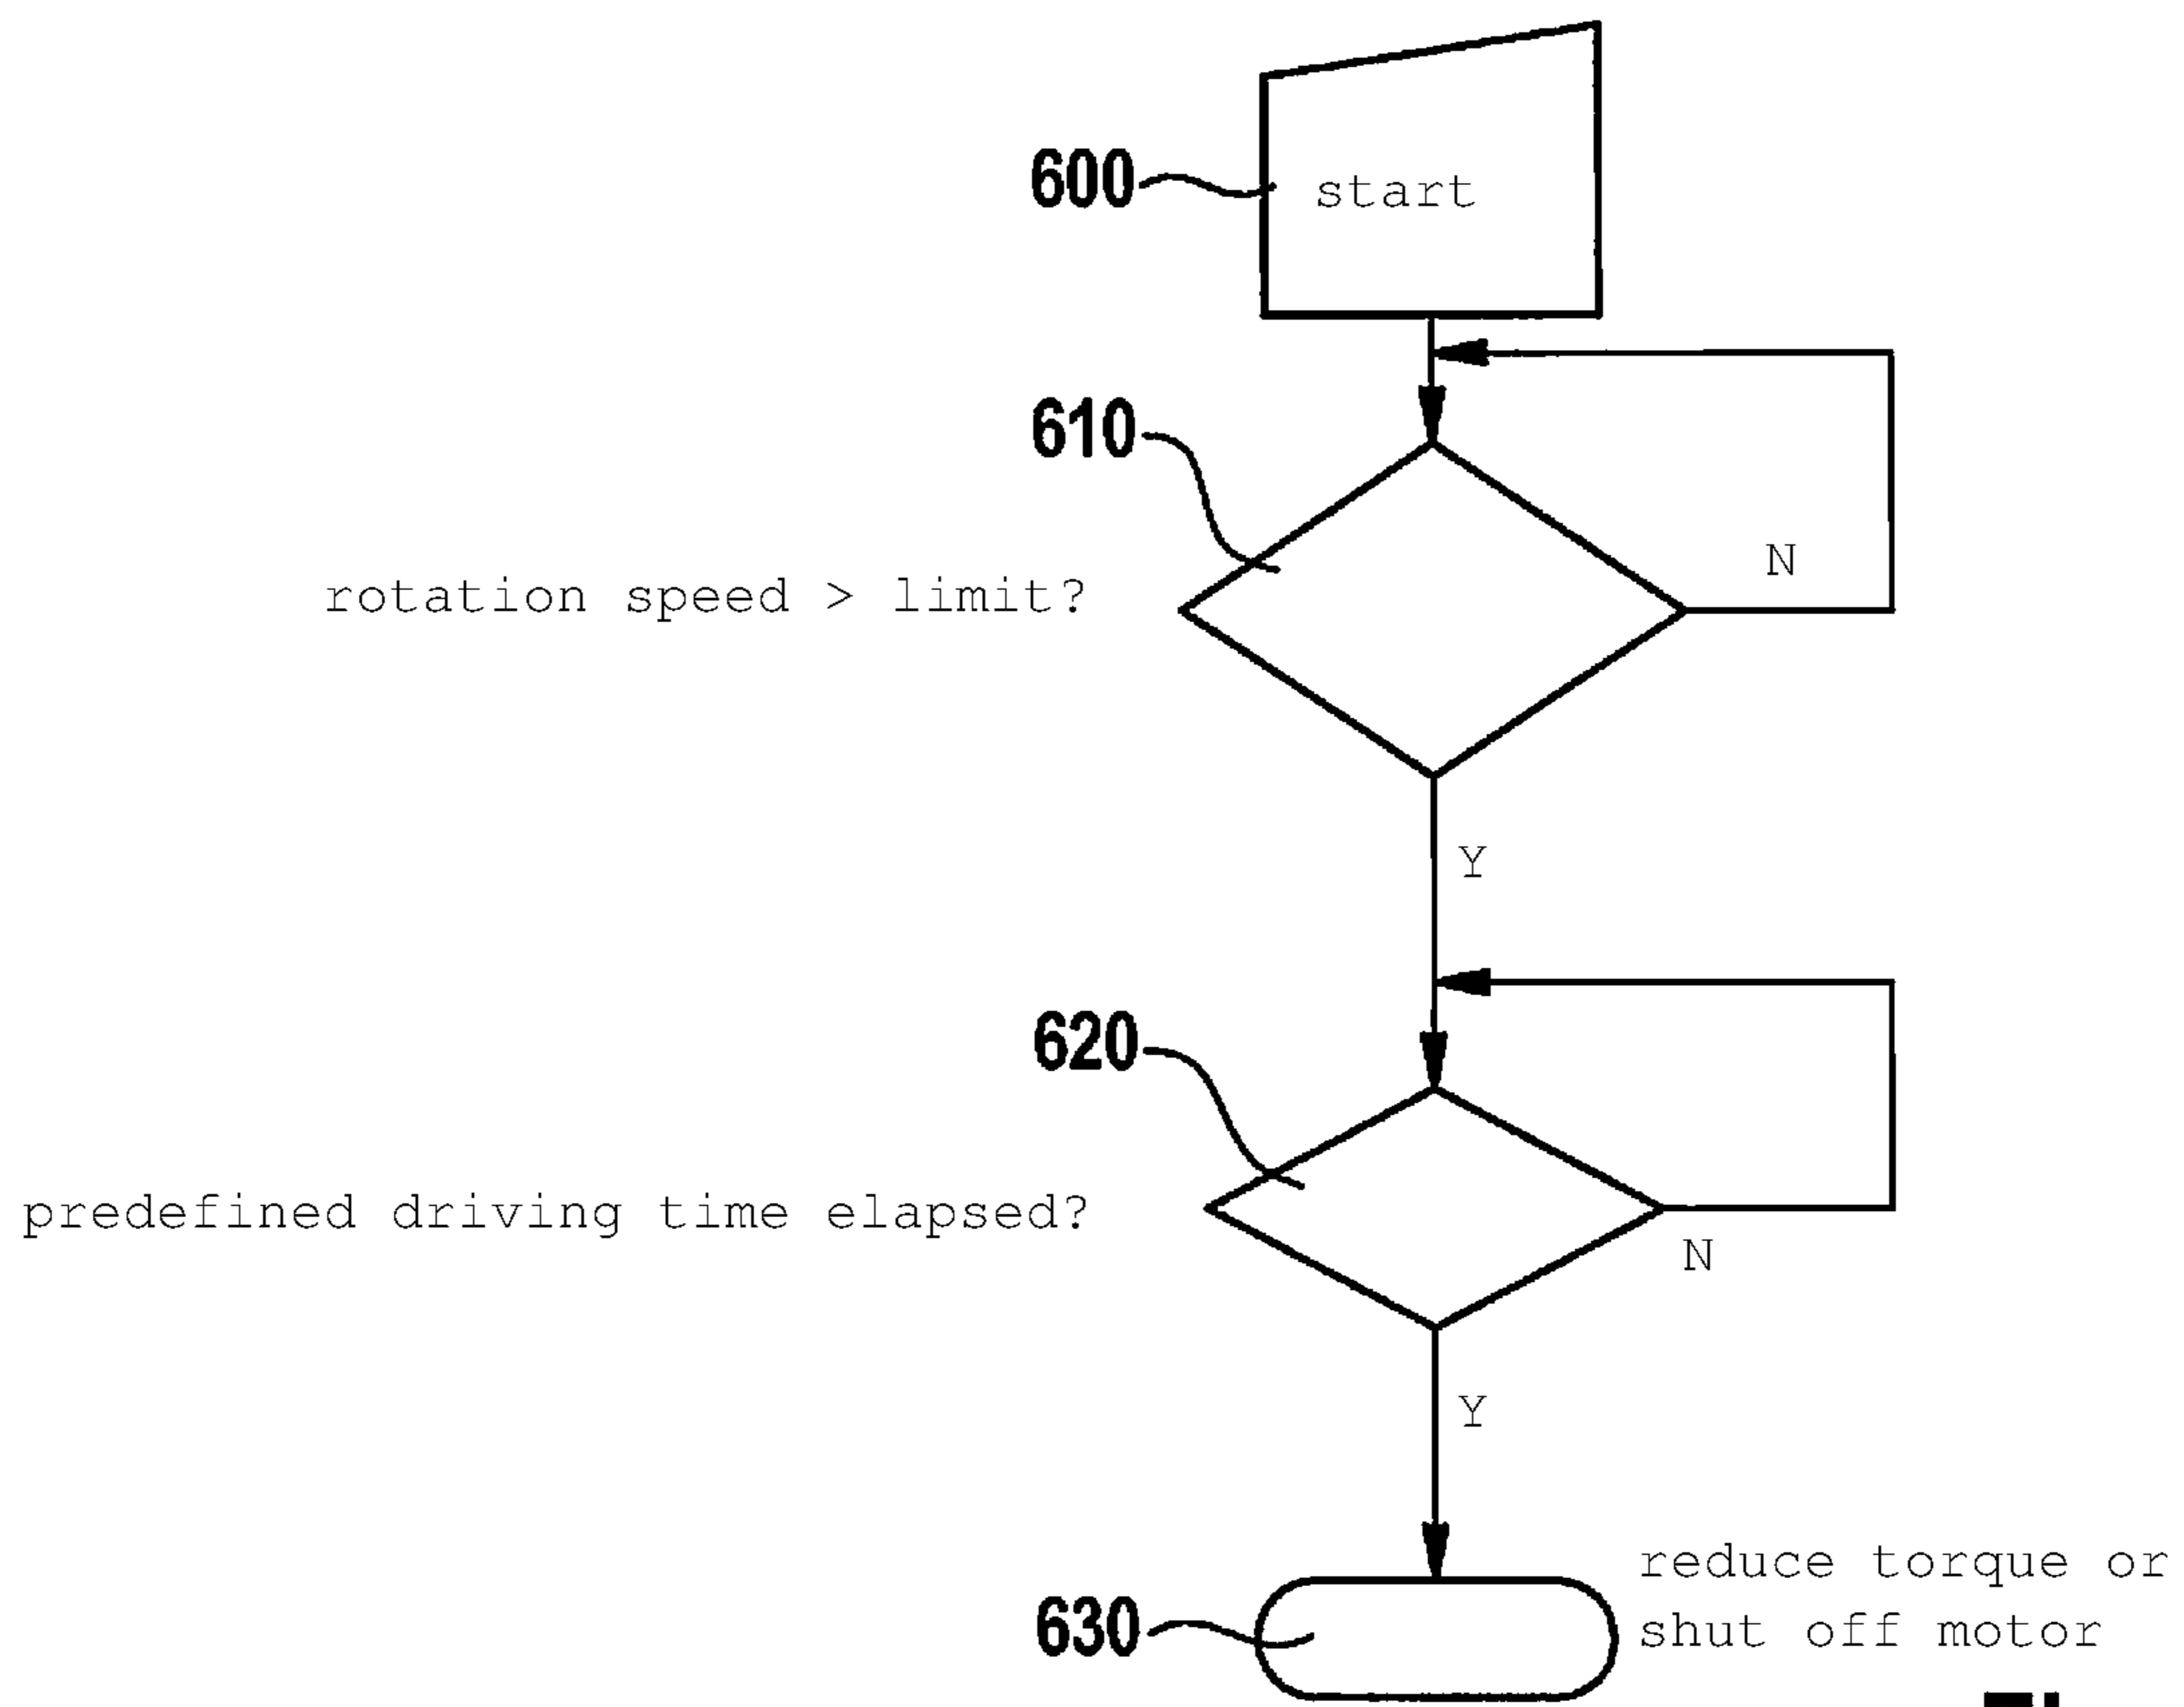 600
start
610
N
rotation speed > limit?
Y
620
predefined driving time elapsed?
N
Y
reduce torque or
630
shut off motor